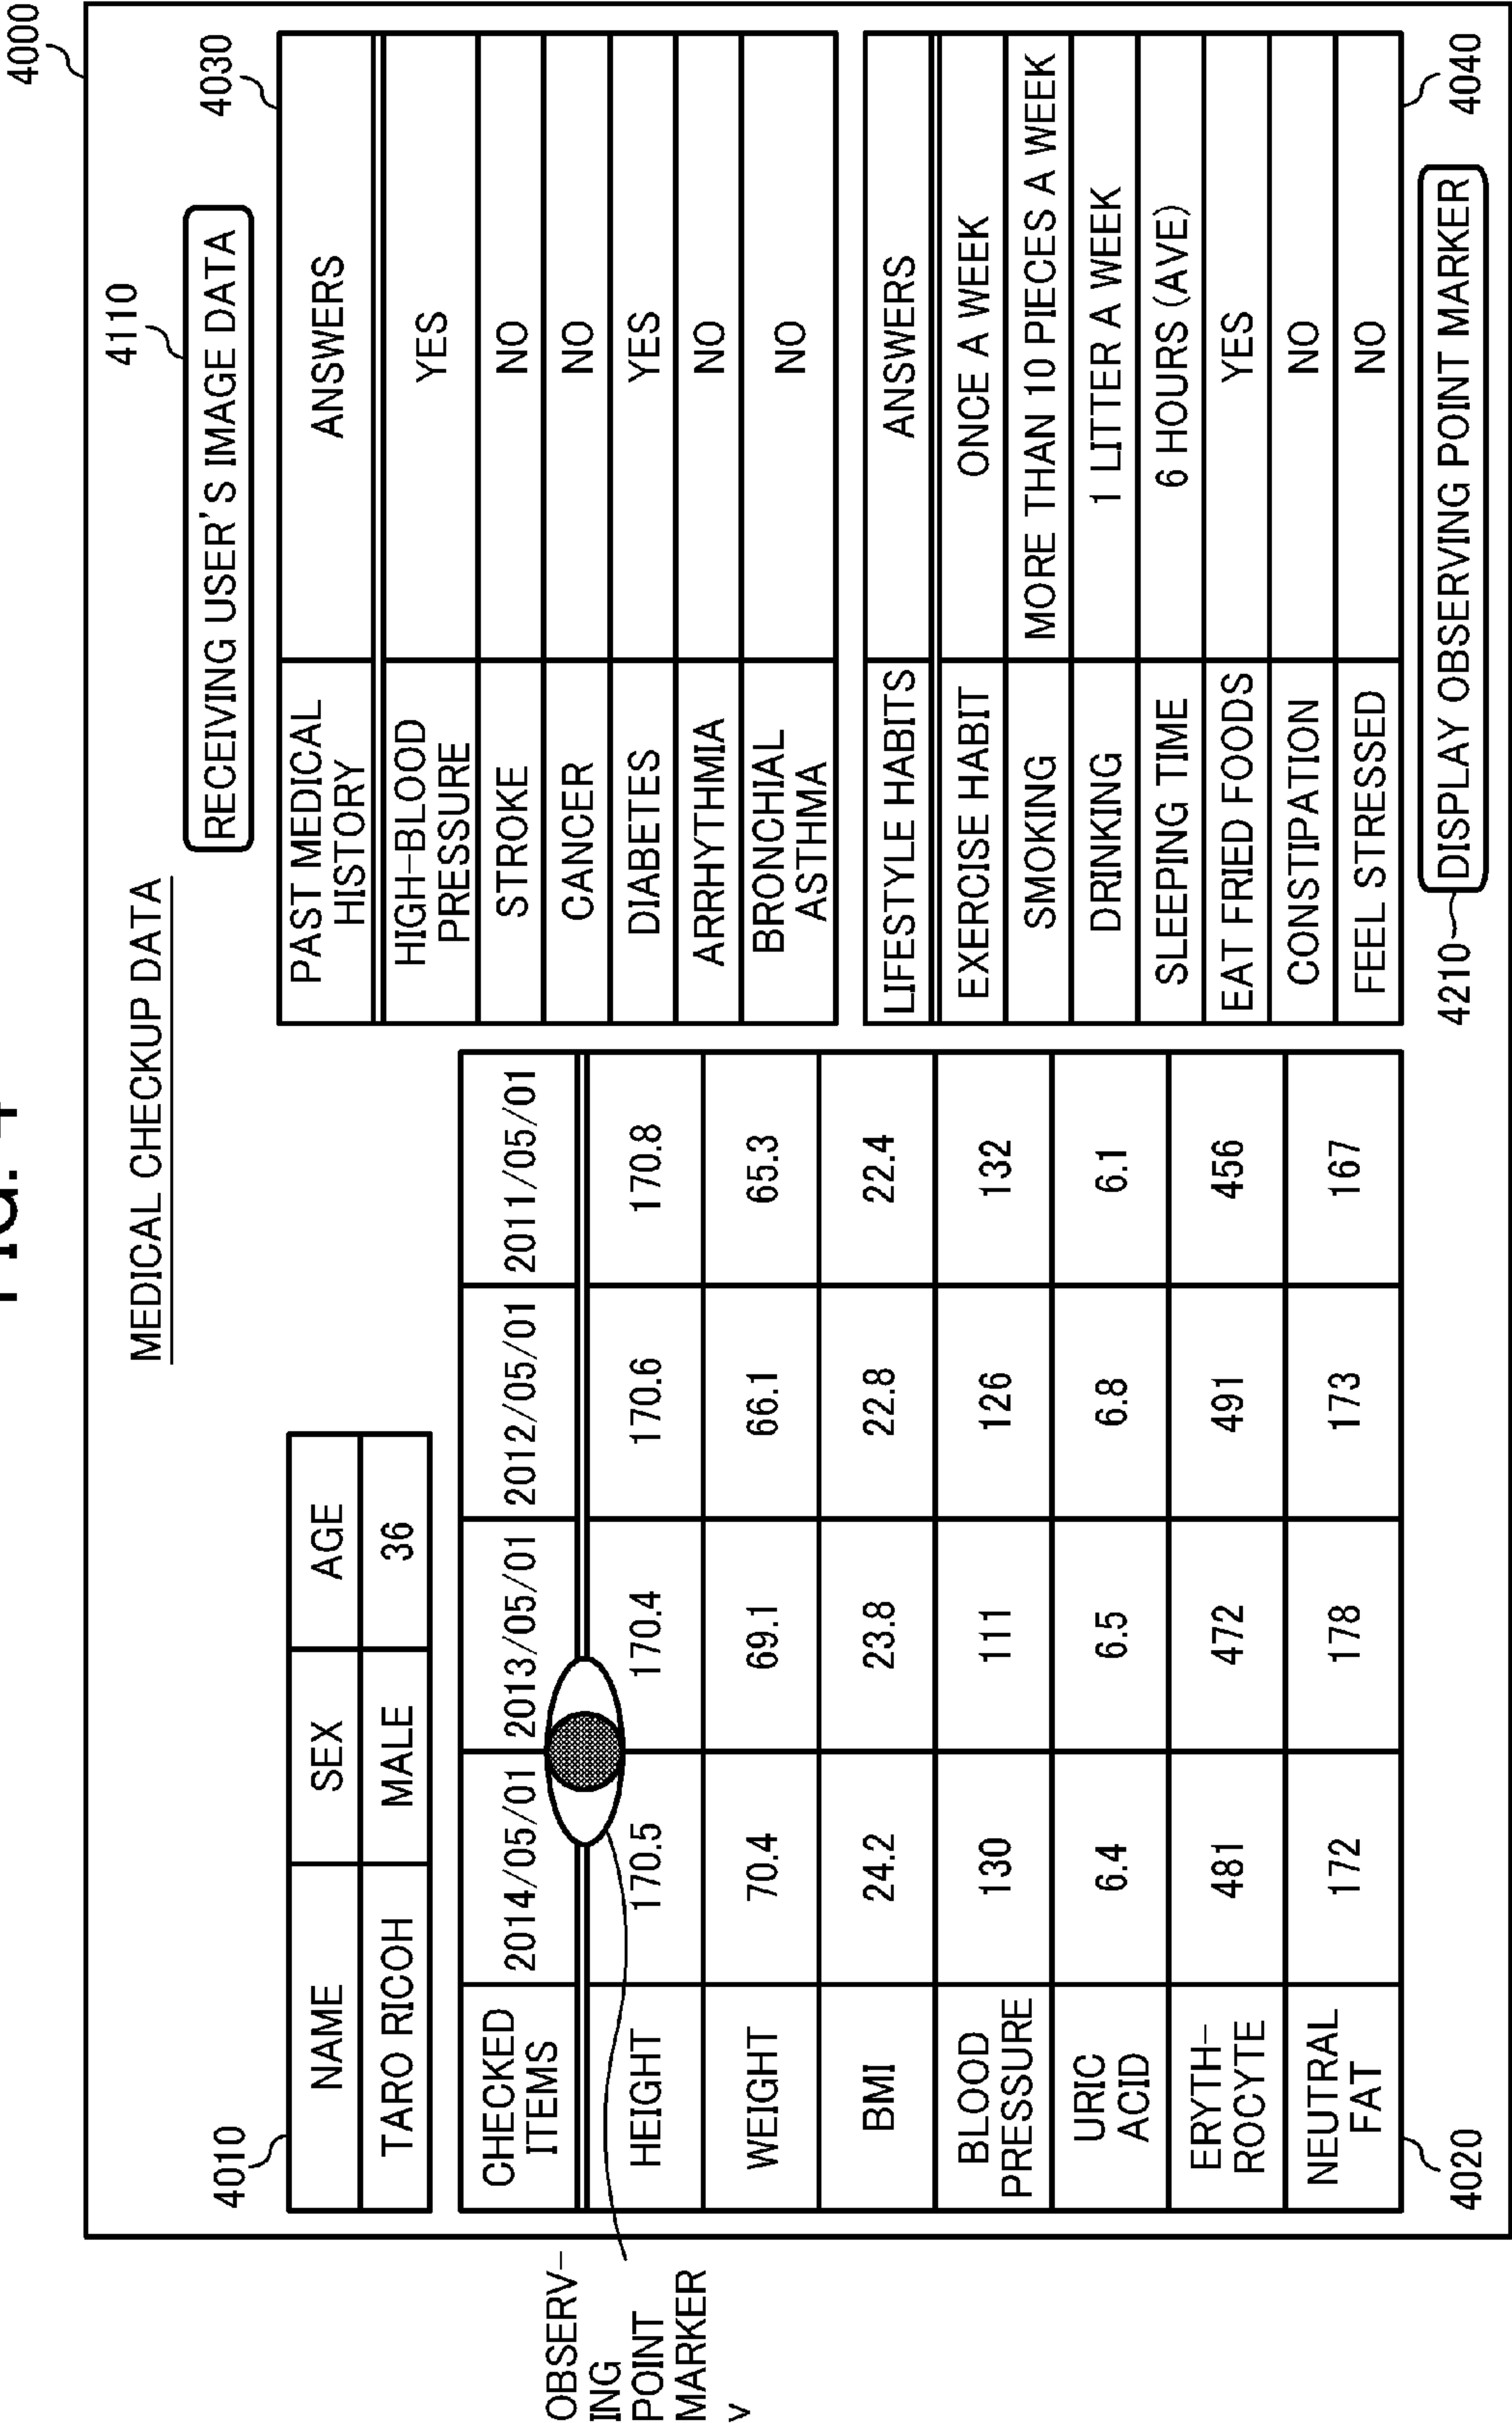 FIG. 4
4000
MEDICAL CHECKUP DATA
4110
RECEIVING USER'S IMAGE DATA
4010
NAME SEX AGE
TARO RICOH MALE 36
CHECKED ITEMS 2014/05/01 2013/05/01 2012/05/01 2011/05/01
HEIGHT 170.5 170.4 170.6 170.8
WEIGHT 70.4 69.1 66.1 65.3
BMI 24.2 23.8 22.8 22.4
BLOOD PRESSURE 130 111 126 132
URIC ACID 6.4 6.5 6.8 6.1
ERYTH-
ROCYTE 481 472 491 456
NEUTRAL FAT 172 178 173 167
4020
OBSERV-
ING
POINT
MARKER
v
4030
PAST MEDICAL HISTORY ANSWERS
HIGH-BLOOD PRESSURE YES
STROKE NO
CANCER NO
DIABETES YES
ARRHYTHMIA NO
BRONCHIAL ASTHMA NO
LIFESTYLE HABITS ANSWERS
EXERCISE HABIT ONCE A WEEK
SMOKING MORE THAN 10 PIECES A WEEK
DRINKING 1 LITTER A WEEK
SLEEPING TIME 6 HOURS (AVE)
EAT FRIED FOODS YES
CONSTIPATION NO
FEEL STRESSED NO
4040
4210
DISPLAY OBSERVING POINT MARKER